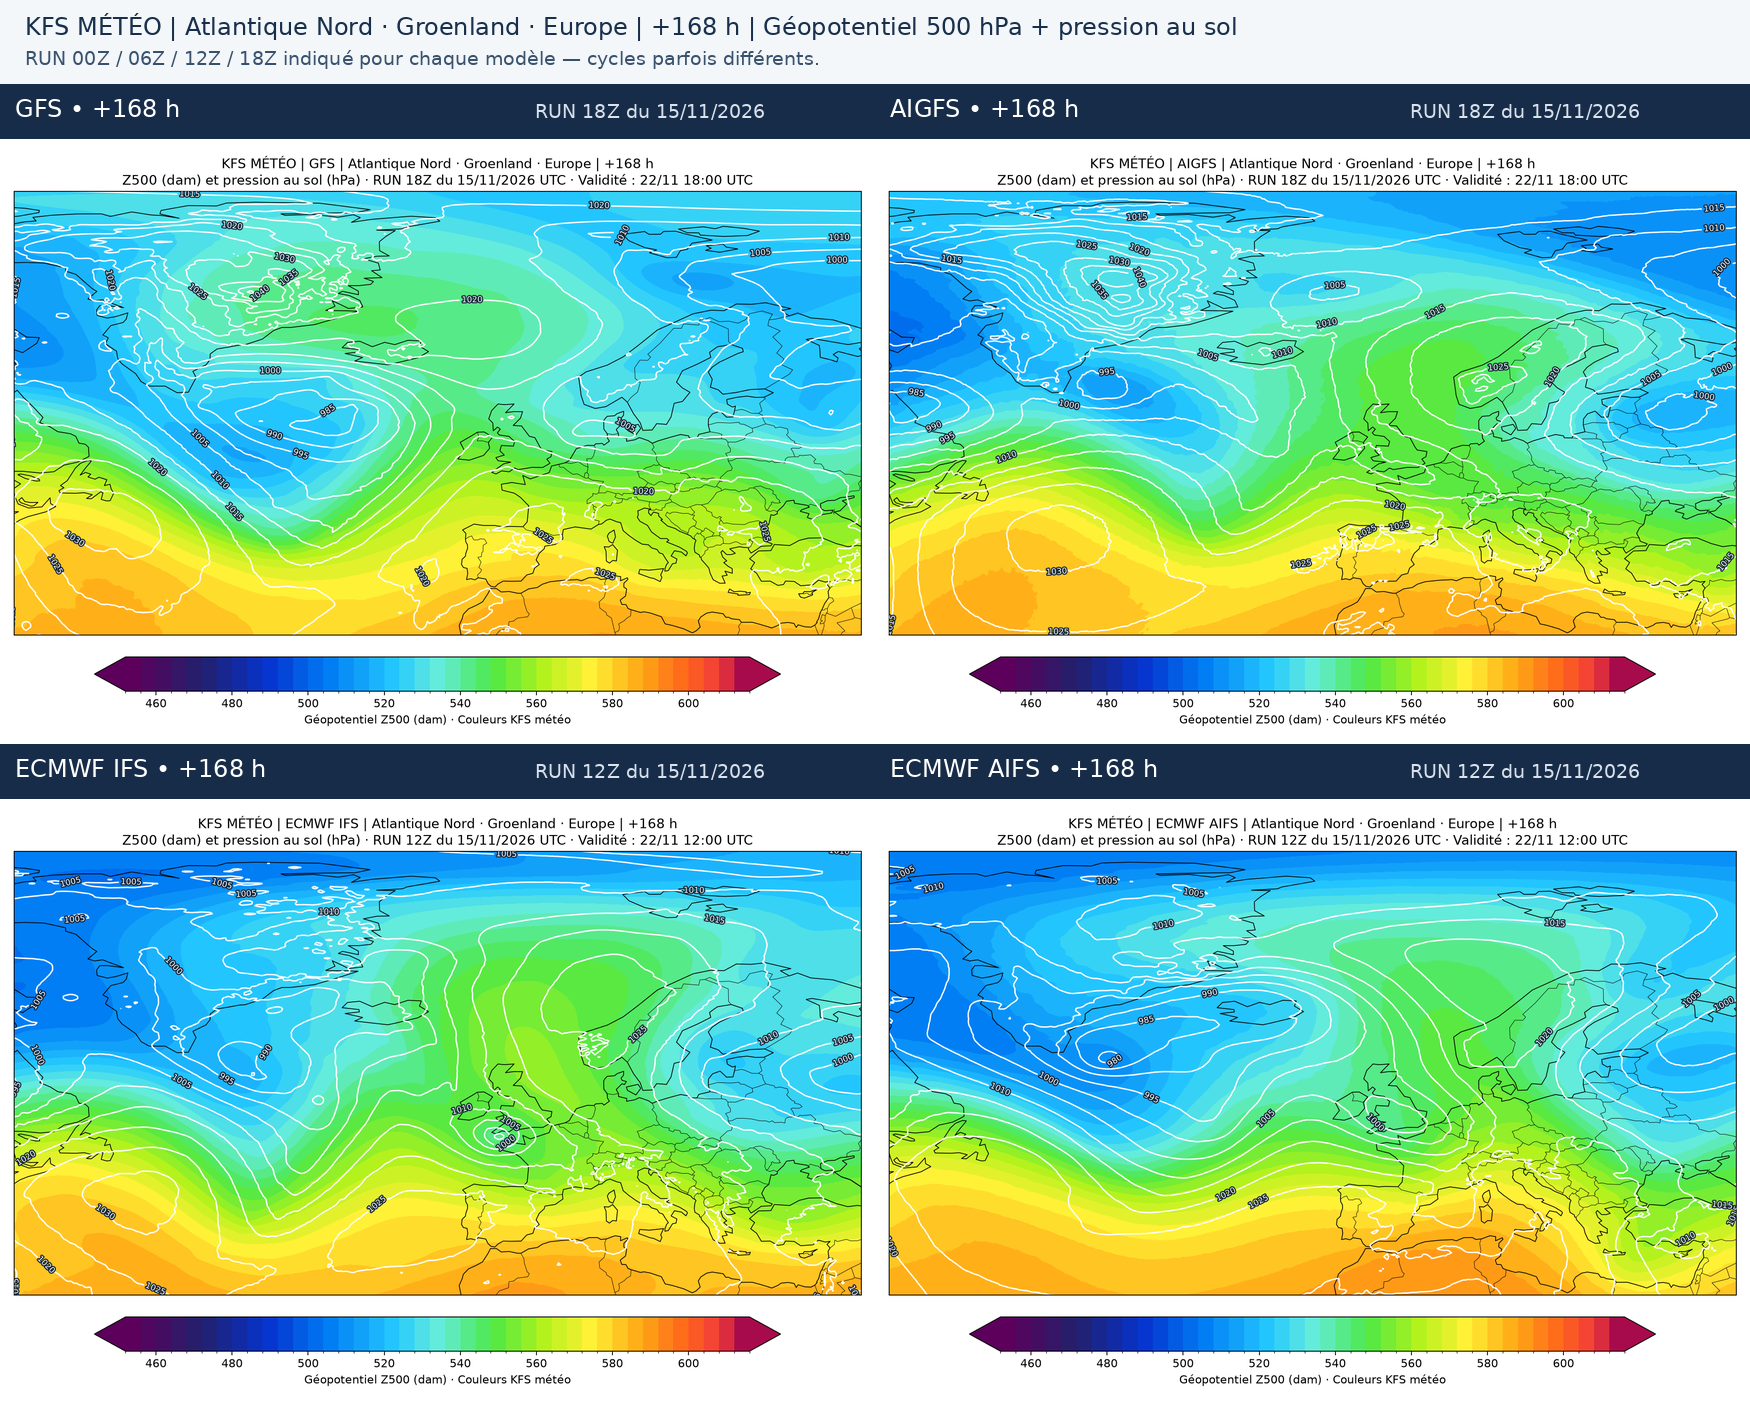 KFS MÉTÉO | Atlantique Nord · Groenland · Europe | +168 h | Géopotentiel 500 hPa + pression au sol
RUN 00Z / 06Z / 12Z / 18Z indiqué pour chaque modèle — cycles parfois différents.
GFS • +168 h
RUN 18Z du 15/11/2026
AIGFS • +168 h
RUN 18Z du 15/11/2026
KFS MÉTÉO | GFS | Atlantique Nord · Groenland · Europe | +168 h
Z500 (dam) et pression au sol (hPa) · RUN 18Z du 15/11/2026 UTC · Validité : 22/11 18:00 UTC
KFS MÉTÉO | AIGFS | Atlantique Nord · Groenland · Europe | +168 h
Z500 (dam) et pression au sol (hPa) · RUN 18Z du 15/11/2026 UTC · Validité : 22/11 18:00 UTC
460 480 500 520 540 560 580 600
Géopotentiel Z500 (dam) · Couleurs KFS météo
460 480 500 520 540 560 580 600
Géopotentiel Z500 (dam) · Couleurs KFS météo
ECMWF IFS • +168 h
RUN 12Z du 15/11/2026
ECMWF AIFS • +168 h
RUN 12Z du 15/11/2026
KFS MÉTÉO | ECMWF IFS | Atlantique Nord · Groenland · Europe | +168 h
Z500 (dam) et pression au sol (hPa) · RUN 12Z du 15/11/2026 UTC · Validité : 22/11 12:00 UTC
KFS MÉTÉO | ECMWF AIFS | Atlantique Nord · Groenland · Europe | +168 h
Z500 (dam) et pression au sol (hPa) · RUN 12Z du 15/11/2026 UTC · Validité : 22/11 12:00 UTC
460 480 500 520 540 560 580 600
Géopotentiel Z500 (dam) · Couleurs KFS météo
460 480 500 520 540 560 580 600
Géopotentiel Z500 (dam) · Couleurs KFS météo